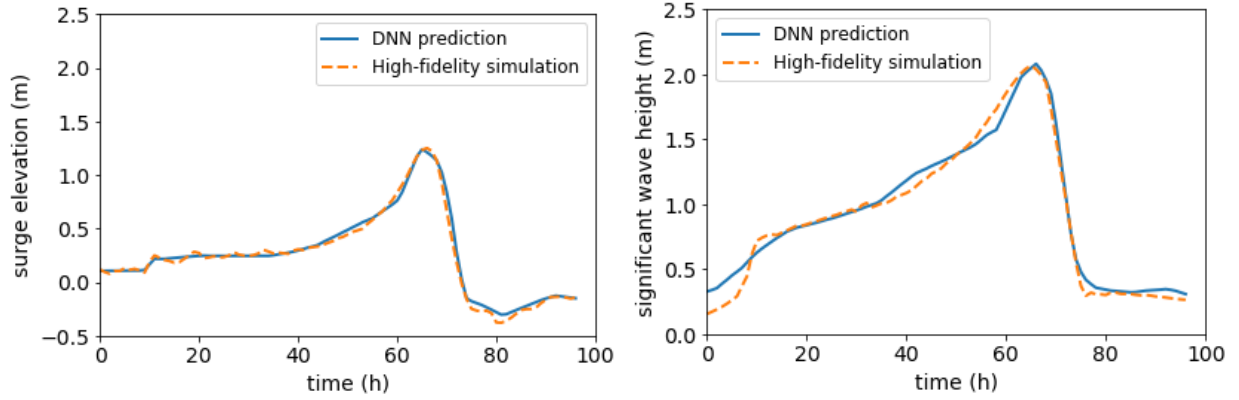 surge elevation (m)
2.5
2.0
1.5
1.0
0.5
0.0
−0.5
DNN prediction
High-fidelity simulation
0 20 40 60 80 100
time (h)
significant wave height (m)
2.5
2.0
1.5
1.0
0.5
0.0
DNN prediction
High-fidelity simulation
0 20 40 60 80 100
time (h)